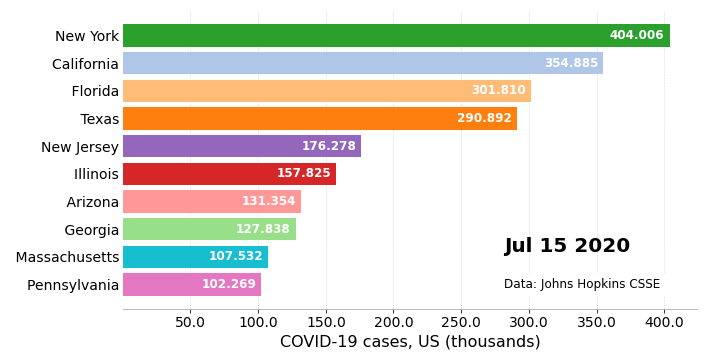 New York 404.006
California 354.885
Florida 301.810
Texas 290.892
New Jersey 176.278
Illinois 157.825
Arizona 131.354
Georgia 127.838
Massachusetts 107.532
Pennsylvania 102.269
Jul 15 2020
Data: Johns Hopkins CSSE
50.0 100.0 150.0 200.0 250.0 300.0 350.0 400.0
COVID-19 cases, US (thousands)